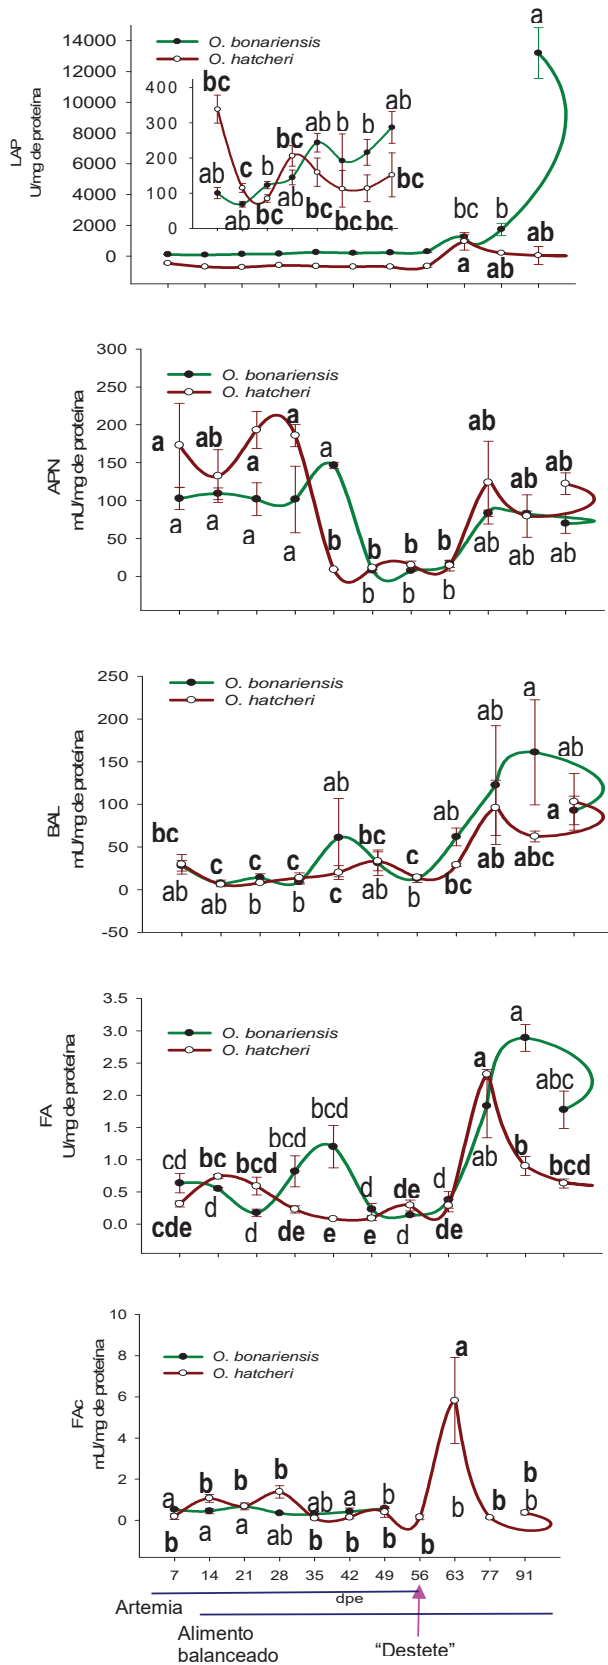 14000
12000
10000
8000
6000
4000
2000
0
LAP
U/mg de proteína
O. bonariensis
O. hatcheri
400
300
200
100
0
bc
ab
c
ab
b
bc
bc
ab
ab
bc
b
bc
b
bc
ab
bc
a
bc
a
b
ab
ab
300
250
200
150
100
50
0
APN
mU/mg de proteína
O. bonariensis
O. hatcheri
a
ab
a
a
a
a
a
a
a
b
b
b
b
b
b
b
ab
ab
ab
ab
ab
ab
250
200
150
100
50
0
-50
BAL
mU/mg de proteína
O. bonariensis
O. hatcheri
bc
ab
c
ab
c
b
c
b
ab
c
bc
ab
c
b
ab
bc
ab
ab
a
abc
ab
a
3.5
3.0
2.5
2.0
1.5
1.0
0.5
0.0
FA
U/mg de proteína
O. bonariensis
O. hatcheri
cd
cde
bc
d
bcd
d
bcd
de
bcd
e
d
e
de
d
d
de
a
ab
a
b
abc
bcd
10
8
6
4
2
0
FAc
mU/mg de proteína
O. bonariensis
O. hatcheri
a
b
b
a
b
a
b
ab
ab
b
a
b
b
b
b
a
b
b
b
b
7 14 21 28 35 42 49 56 63 77 91
dpe
Artemia
Alimento
balanceado
“Destete”